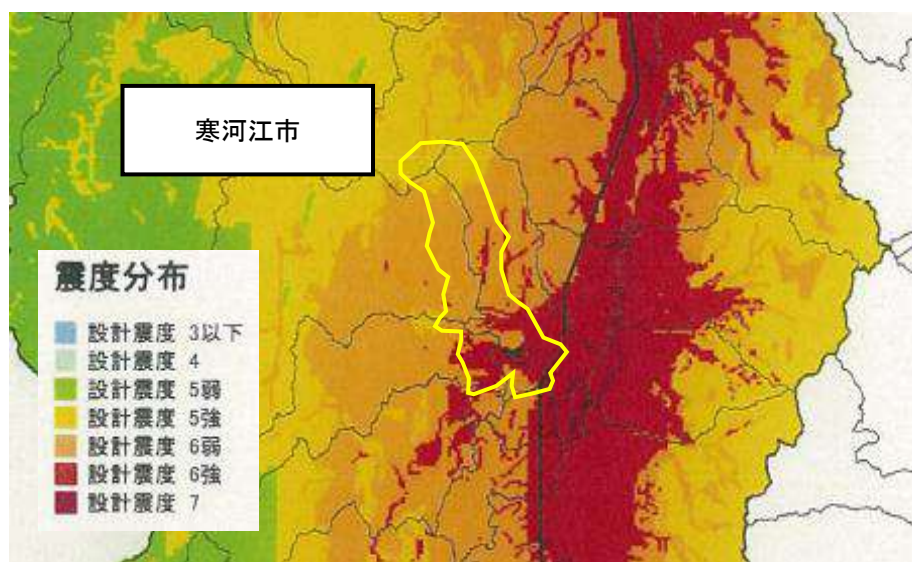 寒河江市
震度分布
設計震度 3以下
設計震度 4
設計震度 5弱
設計震度 5強
設計震度 6弱
設計震度 6強
設計震度 7